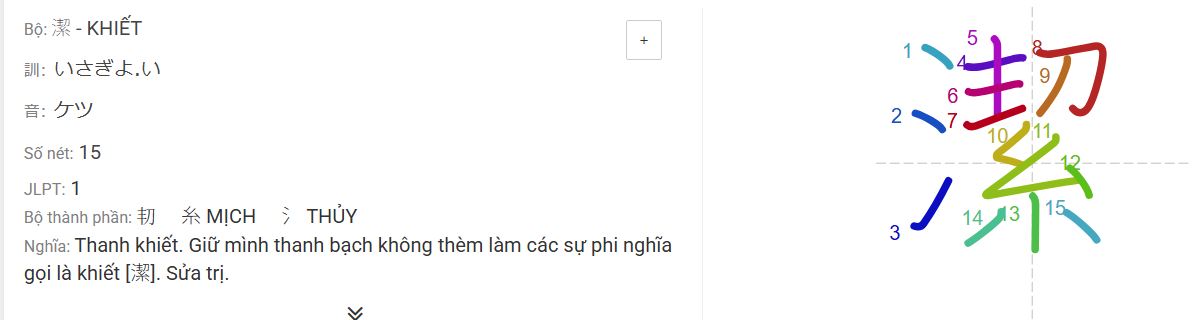 Bộ: 潔 - KHIẾT
+
訓: いさぎよ.い
音: ケツ
Số nét: 15
JLPT: 1
Bộ thành phần: 㓞 糸 MỊCH 氵 THỦY
Nghĩa: Thanh khiết. Giữ mình thanh bạch không thèm làm các sự phi nghĩa
gọi là khiết [潔]. Sửa trị.
潔
1
2
3
4
5
6
7
8
9
10
11
12
13
14
15